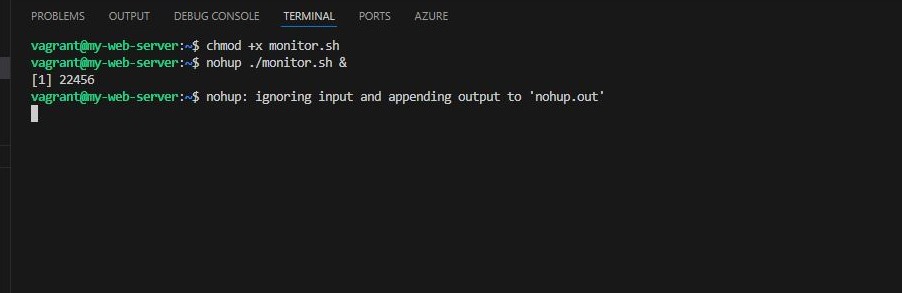 PROBLEMS OUTPUT DEBUG CONSOLE TERMINAL PORTS AZURE
vagrant@my-web-server:~$ chmod +x monitor.sh
vagrant@my-web-server:~$ nohup ./monitor.sh &
[1] 22456
vagrant@my-web-server:~$ nohup: ignoring input and appending output to 'nohup.out'